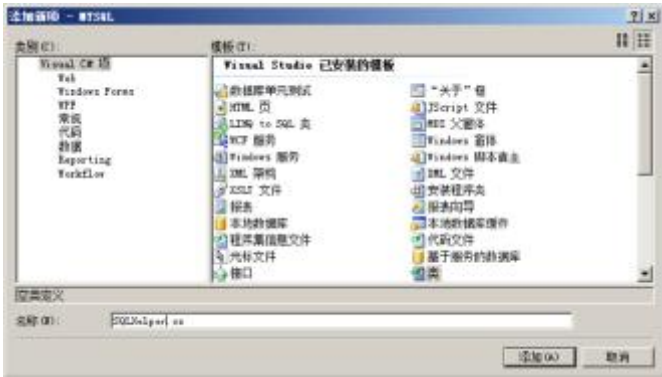 添加新项 - MYSQL
类别(C):
模板(T):
Visual C# 项
Web
Windows Forms
WPF
常规
代码
数据
Reporting
Workflow
Visual Studio 已安装的模板
数据库单元测试
HTML 页
LINQ to SQL 类
WCF 服务
Windows 服务
XML 架构
XSLT 文件
报表
本地数据库
程序集信息文件
光标文件
接口
“关于”框
JScript 文件
MDI 父窗体
Windows 窗体
Windows 脚本宿主
XML 文件
安装程序类
报表向导
本地数据库缓存
代码文件
基于服务的数据库
类
空类定义
名称(N):
SQLHelper.cs
添加(A)
取消